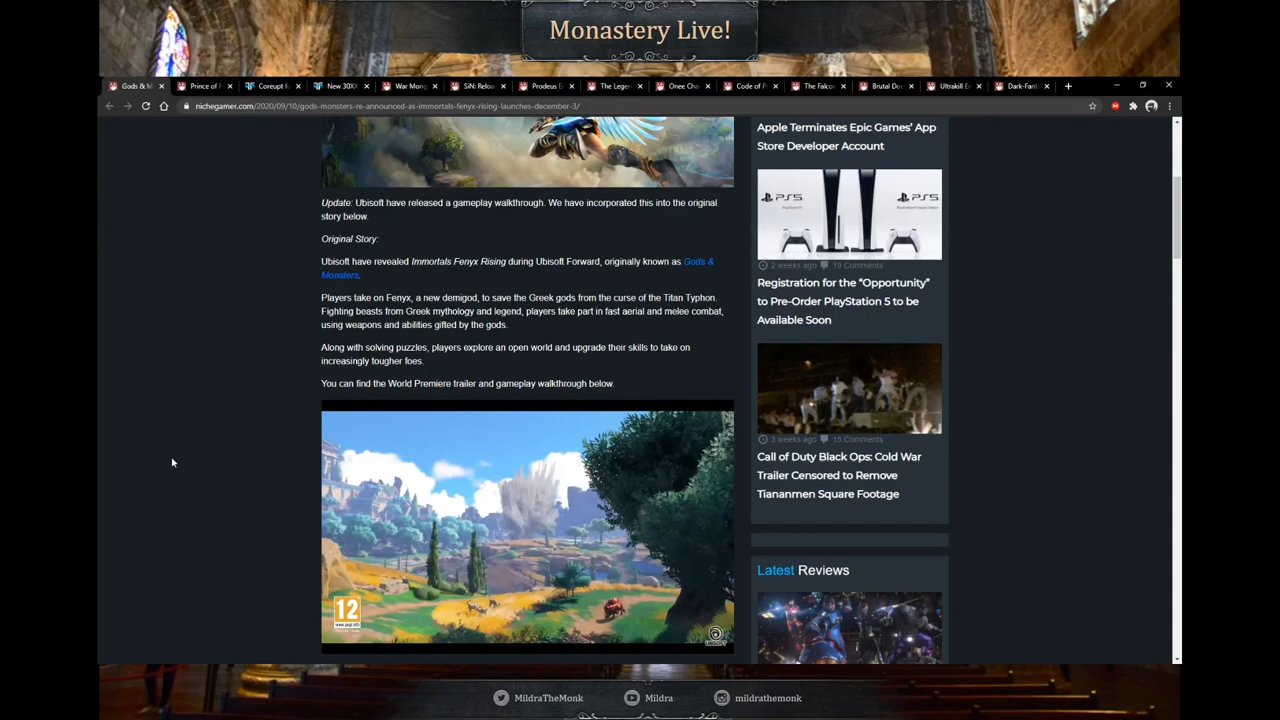 Monastery Live!
Gods & M
Prince of F
Coreupt fo
New 30XX
War Mong
SiN: Reloa
Prodeus E
The Legen
Onee Cha
Code of P
The Falco
Brutal Doo
Ultrakill E
Dark-Fant
nichegamer.com/2020/09/10/gods-monsters-re-announced-as-immortals-fenyx-rising-launches-december-3/
Update: Ubisoft have released a gameplay walkthrough. We have incorporated this into the original
story below.
Original Story:
Ubisoft have revealed Immortals Fenyx Rising during Ubisoft Forward, originally known as Gods &
Monsters.
Players take on Fenyx, a new demigod, to save the Greek gods from the curse of the Titan Typhon.
Fighting beasts from Greek mythology and legend, players take part in fast aerial and melee combat,
using weapons and abilities gifted by the gods.
Along with solving puzzles, players explore an open world and upgrade their skills to take on
increasingly tougher foes.
You can find the World Premiere trailer and gameplay walkthrough below.
12
www.pegi.info
UBISOFT
Apple Terminates Epic Games' App
Store Developer Account
PS5
PS5
2 weeks ago 19 Comments
Registration for the “Opportunity”
to Pre-Order PlayStation 5 to be
Available Soon
3 weeks ago 15 Comments
Call of Duty Black Ops: Cold War
Trailer Censored to Remove
Tiananmen Square Footage
Latest Reviews
MildraTheMonk
Mildra
mildrathemonk